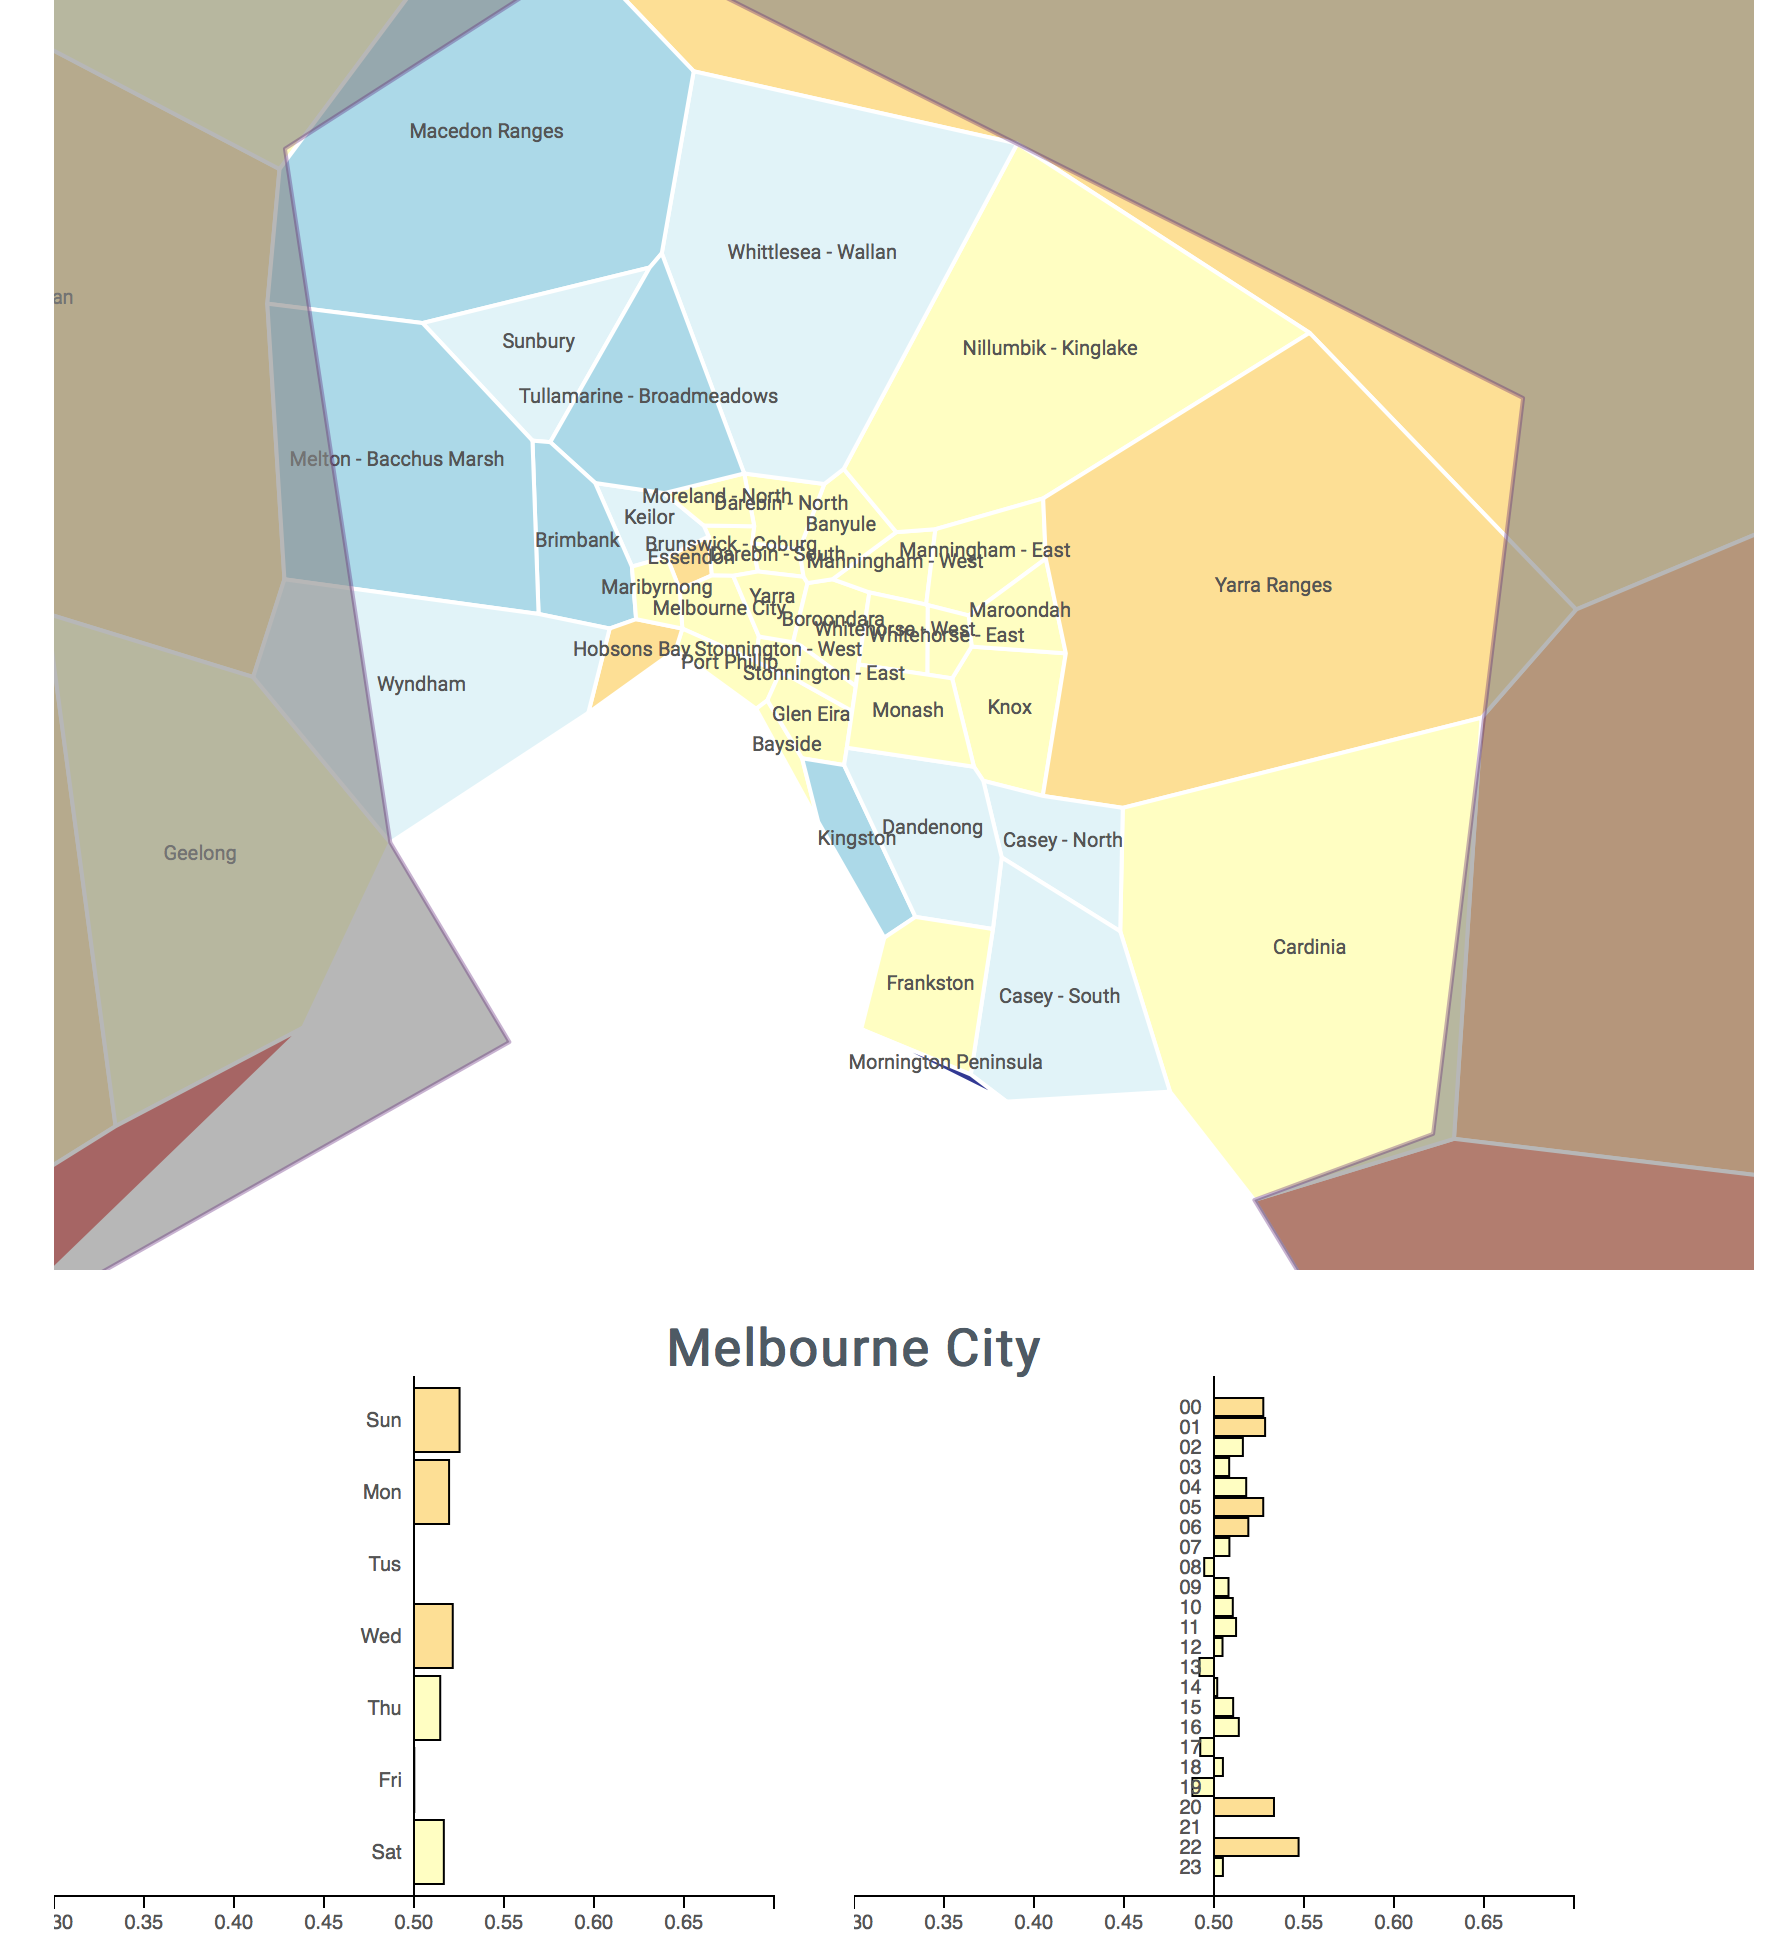 Macedon Ranges
Whittlesea - Wallan
an
Sunbury
Nillumbik - Kinglake
Tullamarine - Broadmeadows
Melton - Bacchus Marsh
Moreland - North
Darebin - North
Keilor
Banyule
Brimbank
Brunswick - Coburg
Manningham - East
Essendon
Darebin - South
Manningham - West
Maribyrnong
Yarra Ranges
Yarra
Melbourne City
Maroondah
Boroondara
Whitehorse - West
Whitehorse - East
Hobsons Bay
Stonnington - West
Port Phillip
Stonnington - East
Wyndham
Glen Eira
Monash
Knox
Bayside
Dandenong
Kingston
Casey - North
Geelong
Cardinia
Frankston
Casey - South
Mornington Peninsula
Melbourne City
Sun
Mon
Tus
Wed
Thu
Fri
Sat
30 0.35 0.40 0.45 0.50 0.55 0.60 0.65
00
01
02
03
04
05
06
07
08
09
10
11
12
13
14
15
16
17
18
19
20
21
22
23
30 0.35 0.40 0.45 0.50 0.55 0.60 0.65